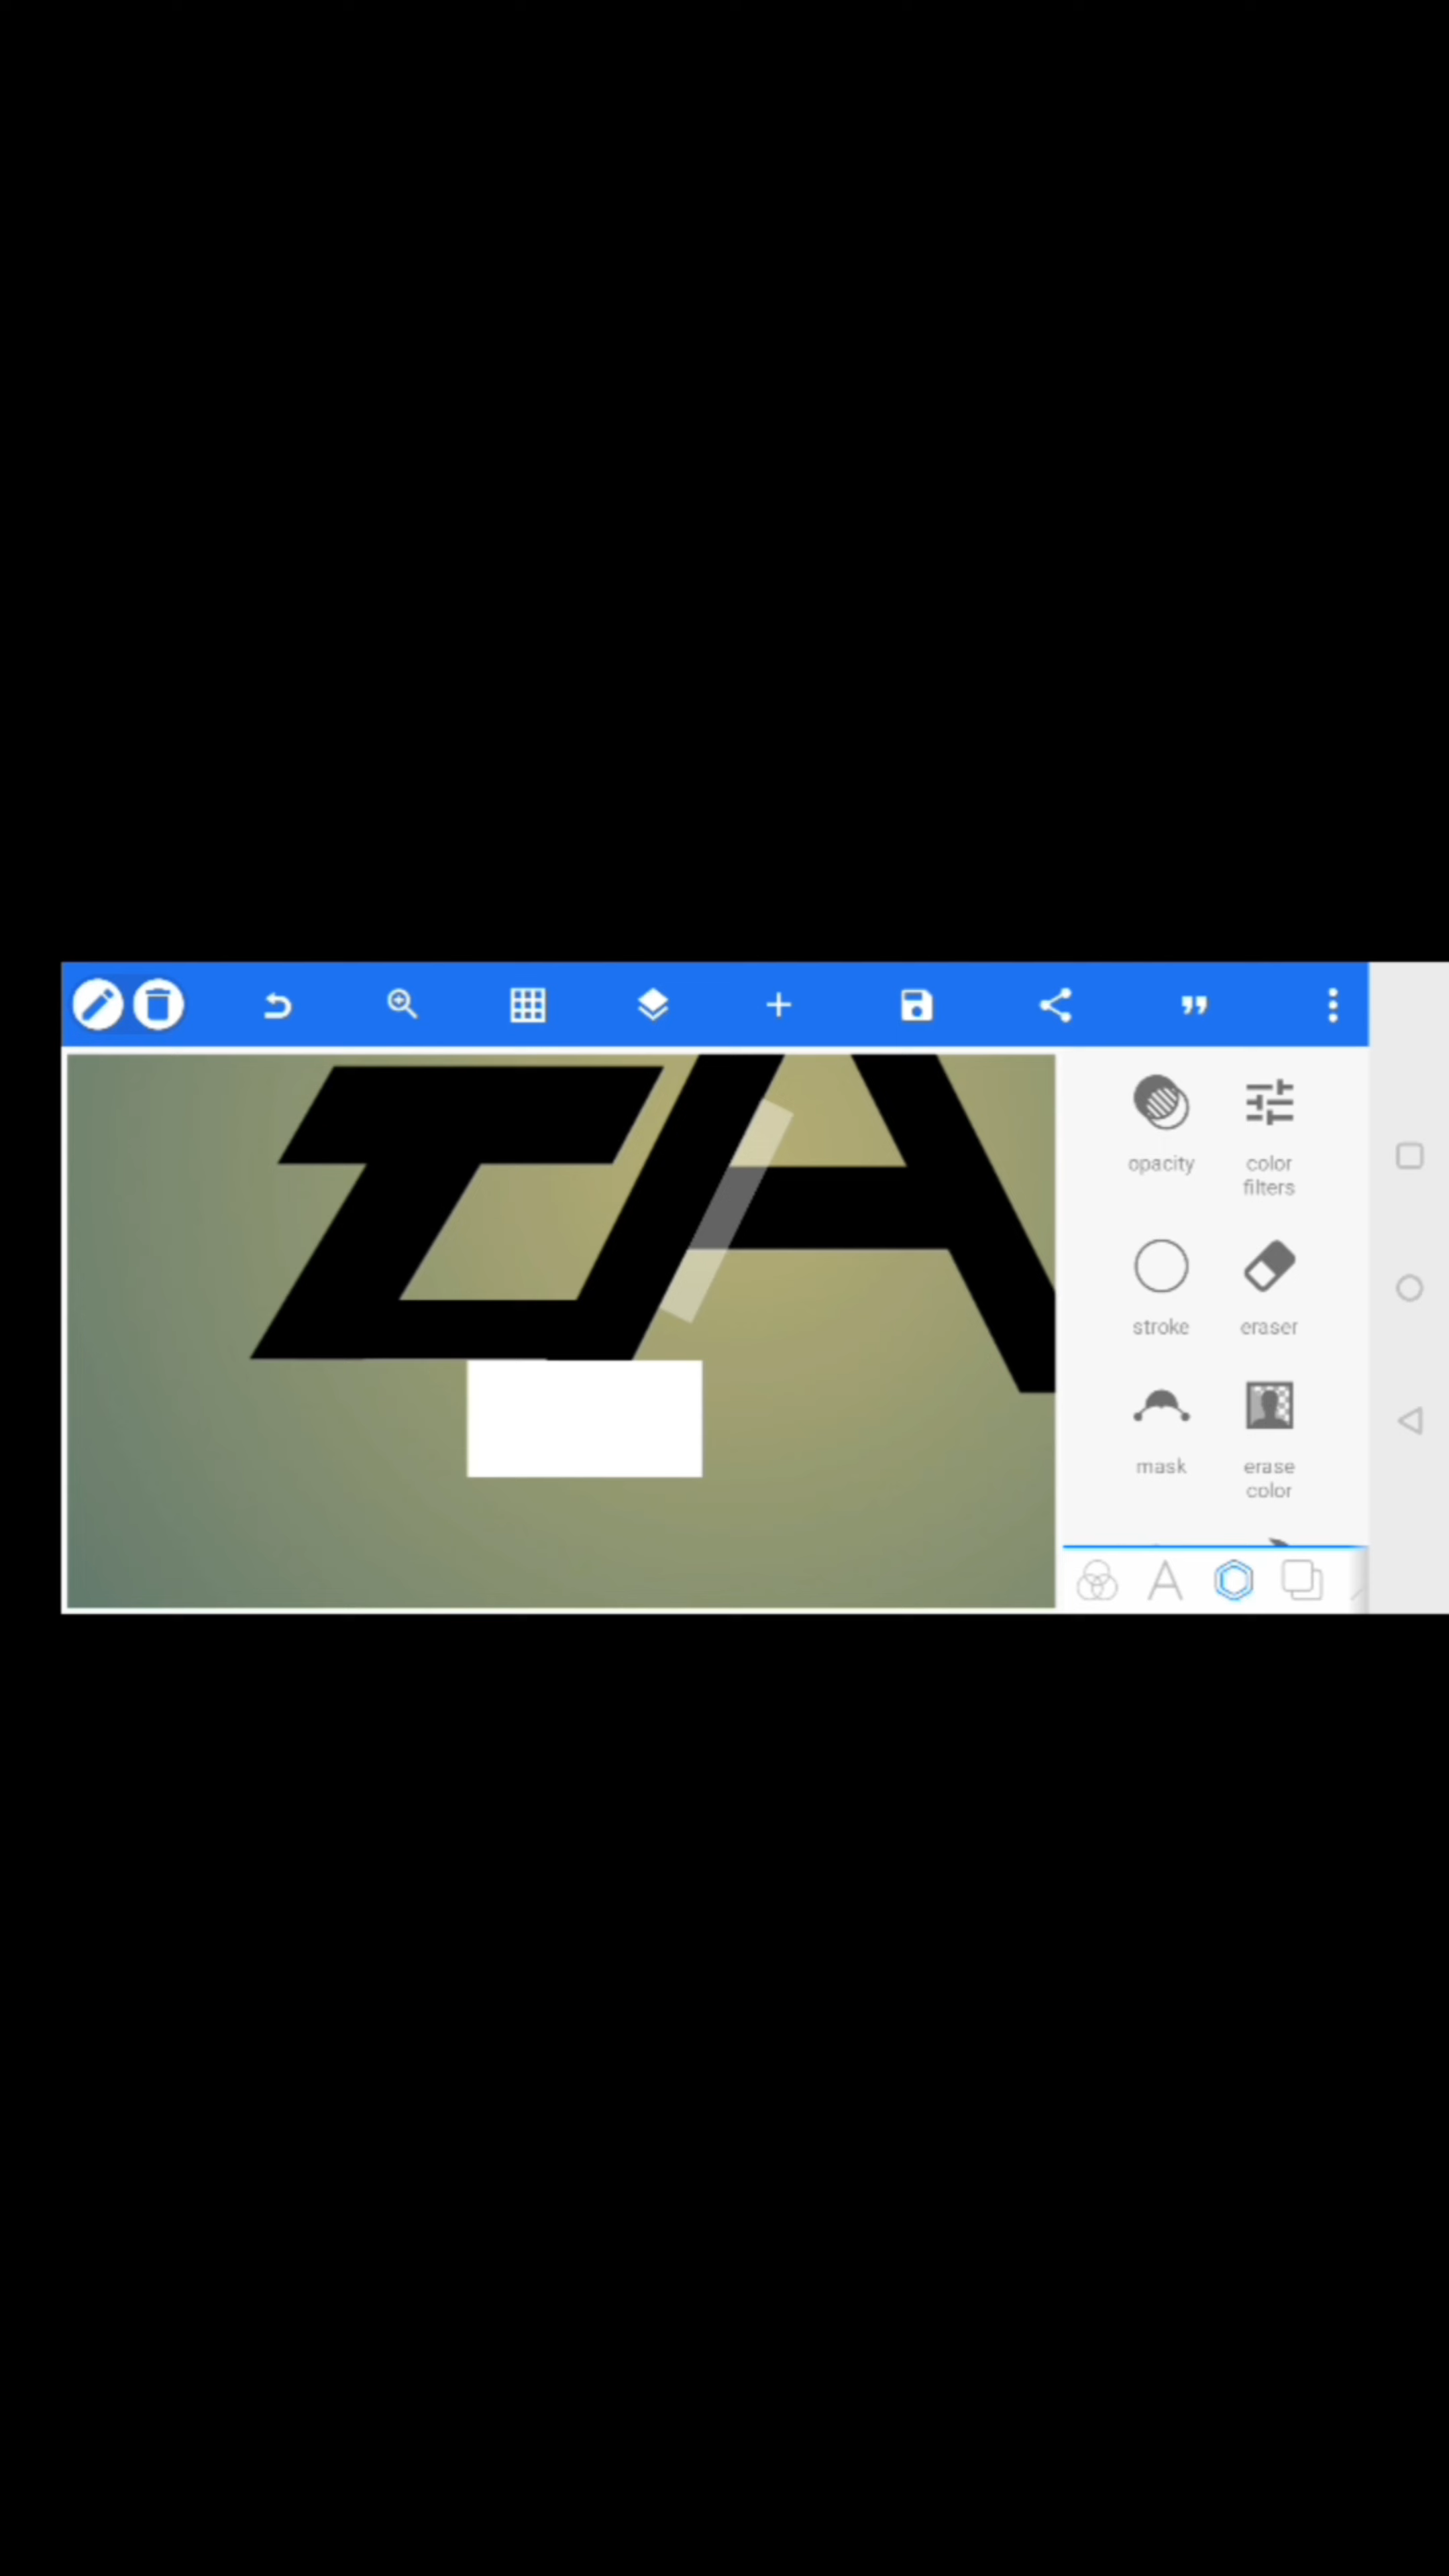 opacity
color
filters
stroke
eraser
mask
erase
color